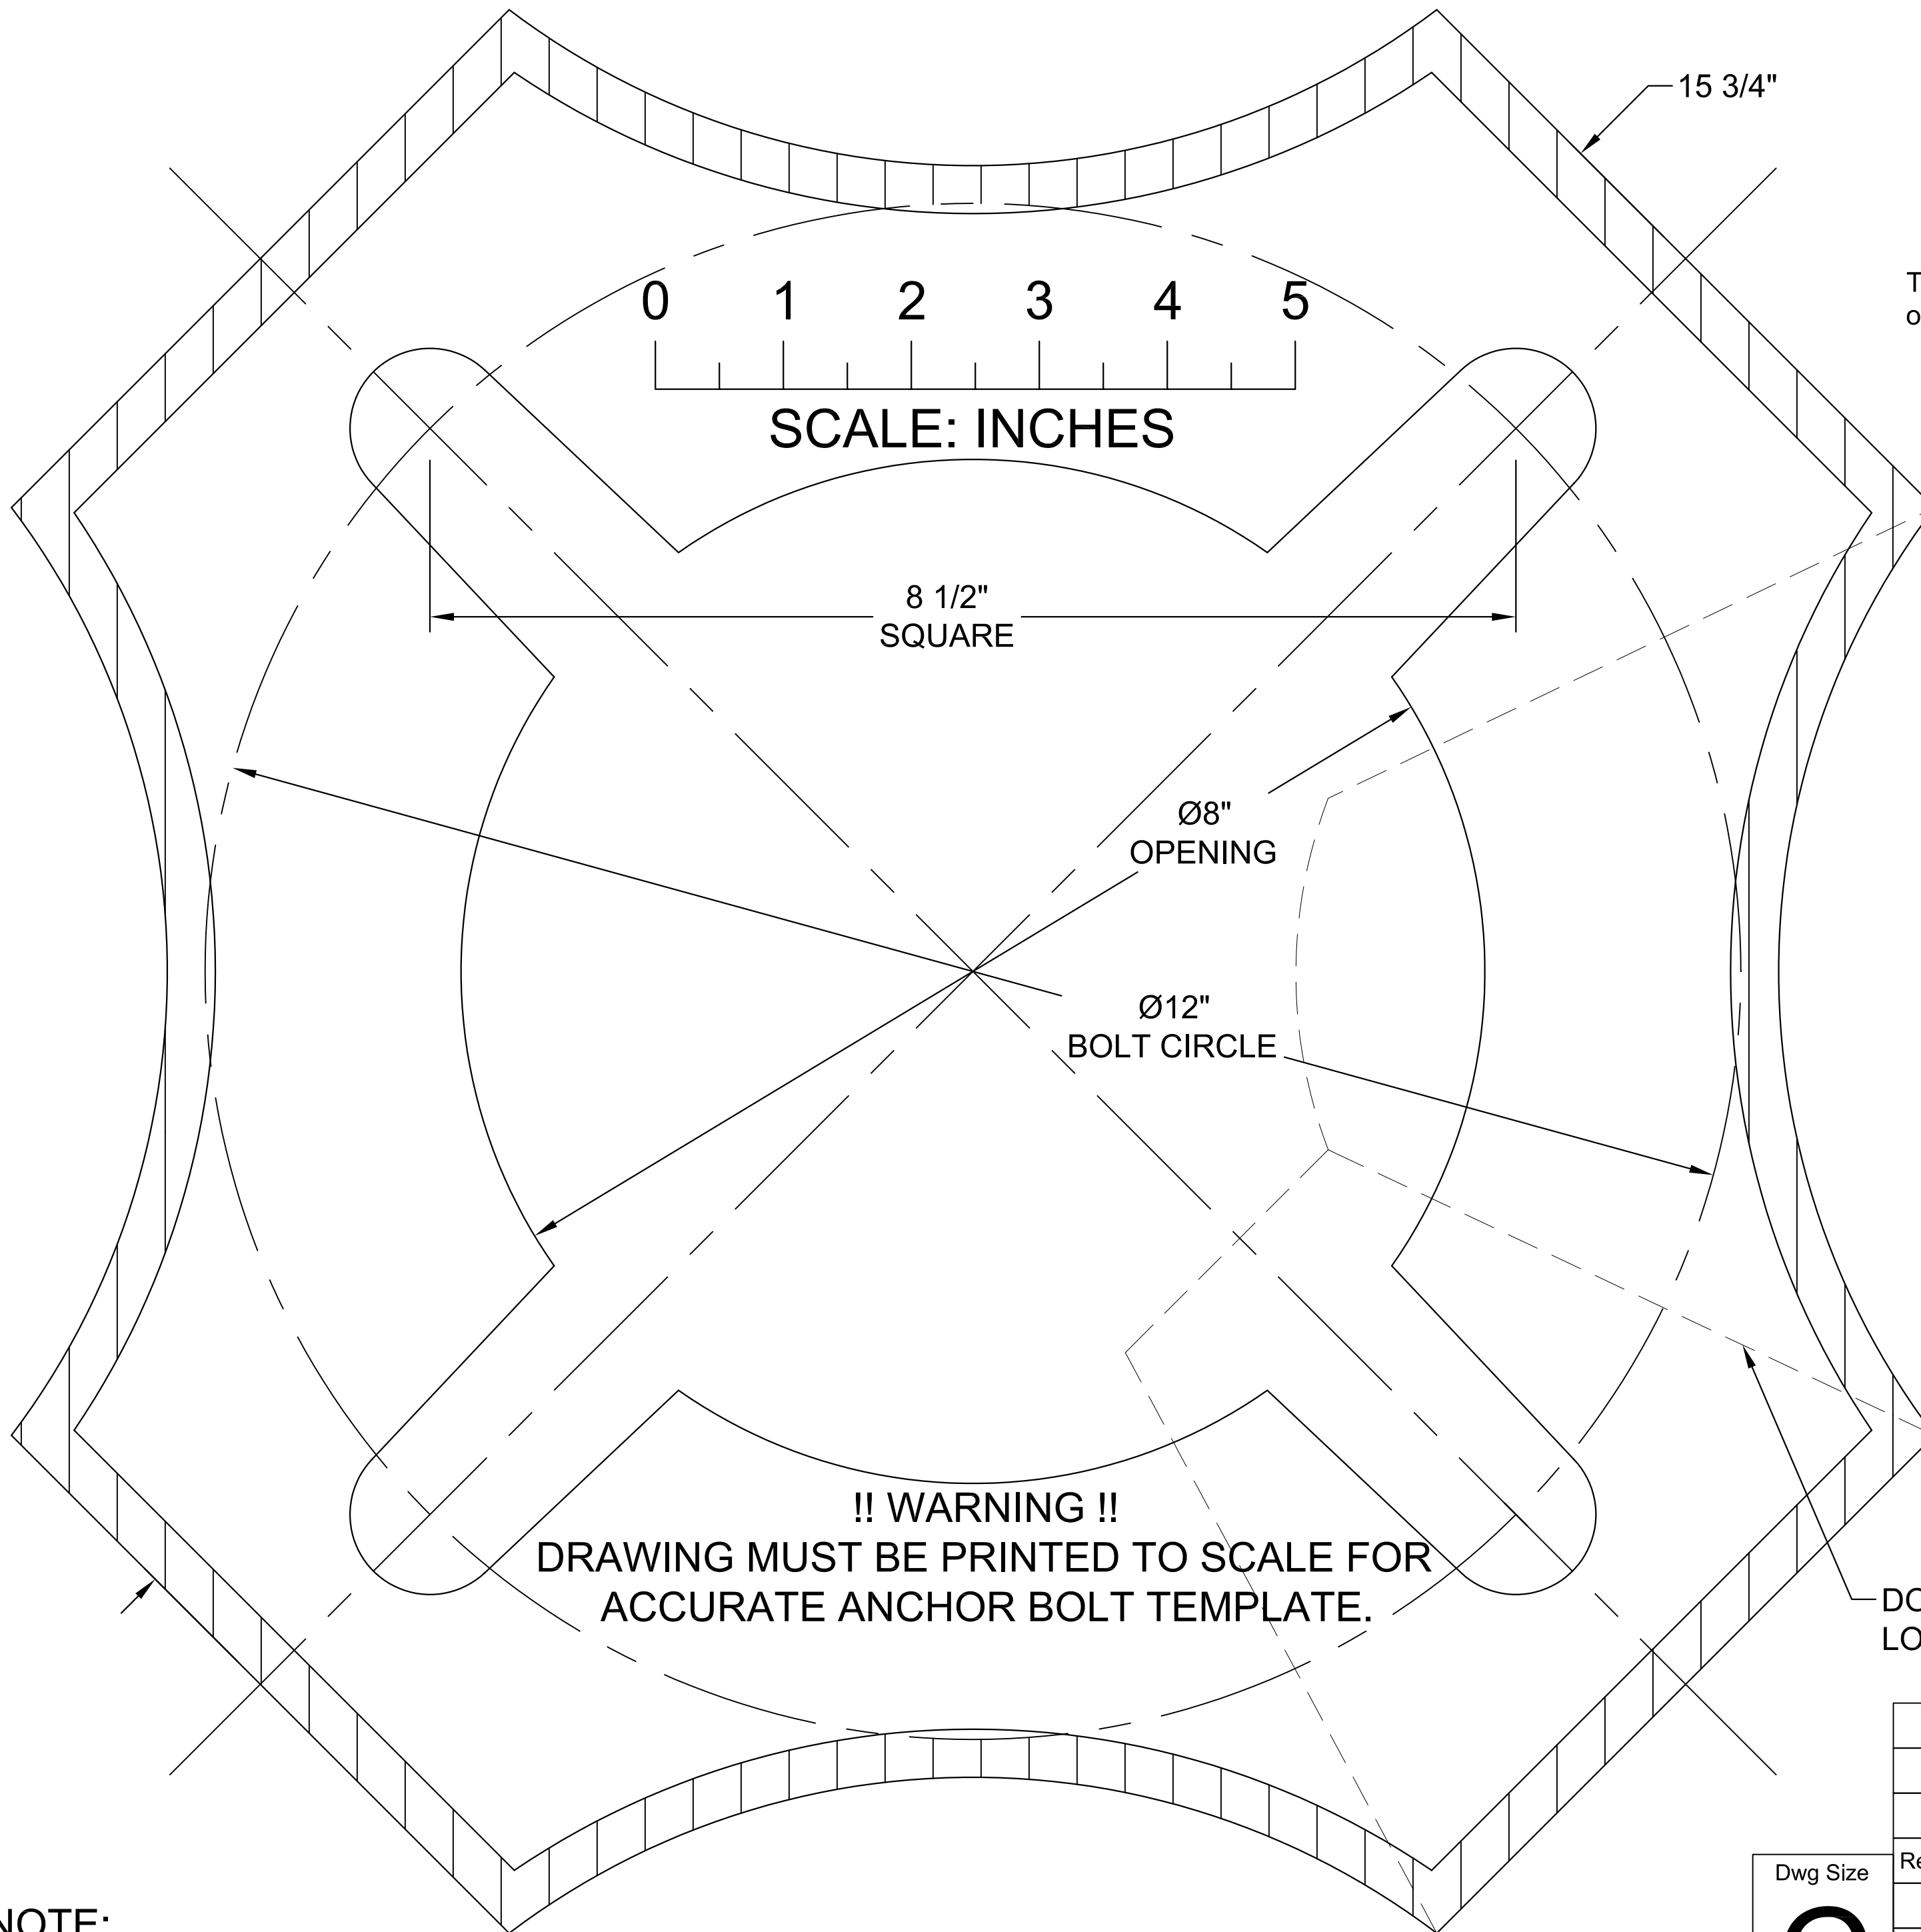 15 3/4"
0 1 2 3 4 5
SCALE: INCHES
8 1/2"
SQUARE
Ø8"
OPENING
Ø12"
BOLT CIRCLE
!! WARNING !!
DRAWING MUST BE PRINTED TO SCALE FOR
ACCURATE ANCHOR BOLT TEMPLATE.
Dwg Size
NOTE: